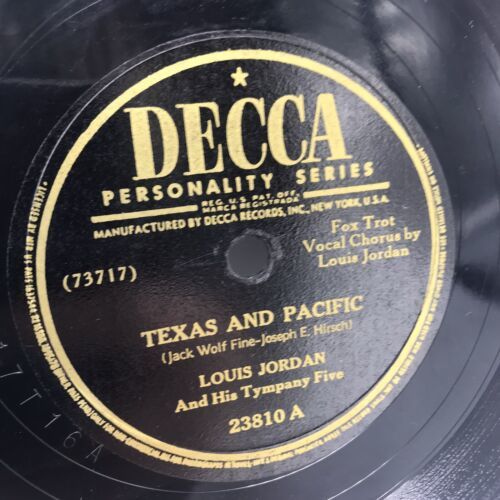 DECCA
PERSONALITY SERIES
REG. U.S. PAT. OFF.
MARCA REGISTRADA
MANUFACTURED BY DECCA RECORDS, INC., NEW YORK, U.S.A.
Fox Trot
Vocal Chorus by
Louis Jordan
(73717)
TEXAS AND PACIFIC
(Jack Wolf Fine-Joseph E. Hirsch)
LOUIS JORDAN
And His Tympany Five
23810 A